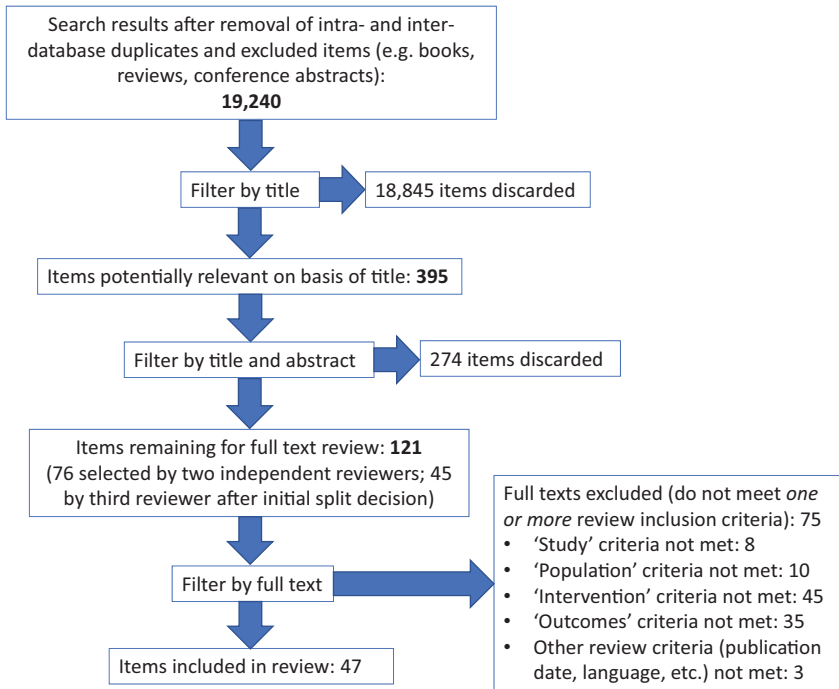 Search results after removal of intra- and inter-
database duplicates and excluded items (e.g. books,
reviews, conference abstracts):
19,240
Filter by title
18,845 items discarded
Items potentially relevant on basis of title: 395
Filter by title and abstract
274 items discarded
Items remaining for full text review: 121
(76 selected by two independent reviewers; 45
by third reviewer after initial split decision)
Filter by full text
Full texts excluded (do not meet one
or more review inclusion criteria): 75
• ‘Study’ criteria not met: 8
• ‘Population’ criteria not met: 10
• ‘Intervention’ criteria not met: 45
• ‘Outcomes’ criteria not met: 35
• Other review criteria (publication
date, language, etc.) not met: 3
Items included in review: 47